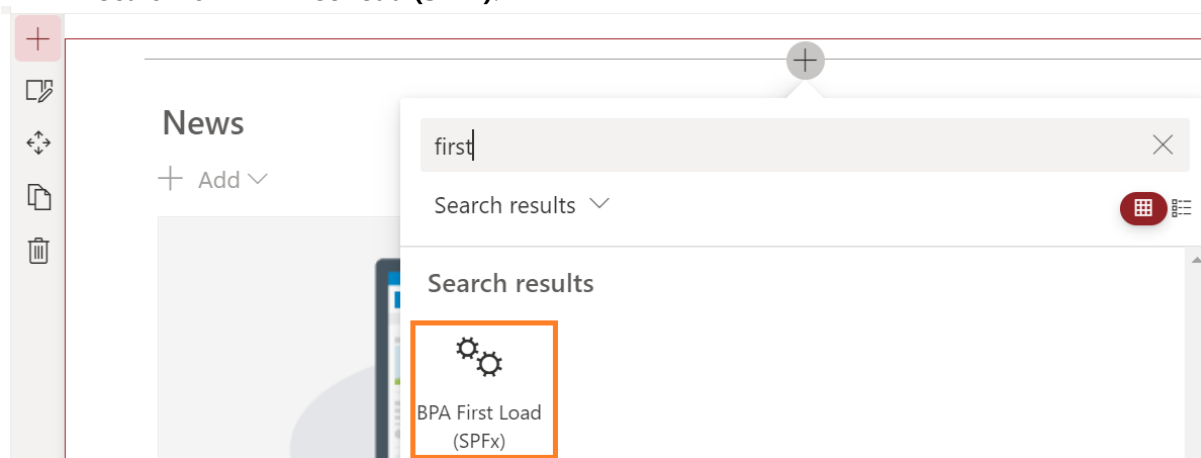 News
Add
first
Search results
Search results
BPA First Load
(SPFx)